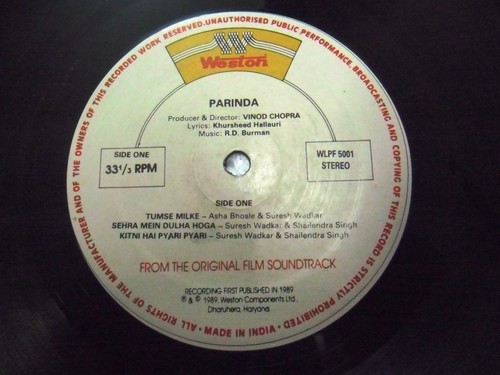 • ALL RIGHTS OF THE MANUFACTURER AND OF THE OWNERS OF THIS RECORDED WORK RESERVED.UNAUTHORISED PUBLIC PERFORMANCE, BROADCASTING AND COPYING OF THIS RECORD IS STRICTLY PROHIBITED • MADE IN INDIA
Weston
PARINDA
Producer & Director: VINOD CHOPRA
Lyrics: Khursheed Hallauri
Music: R.D. Burman
SIDE ONE
33 1/3 RPM
WLPF 5001
STEREO
SIDE ONE
TUMSE MILKE – Asha Bhosle & Suresh Wadkar
SEHRA MEIN DULHA HOGA – Suresh Wadkar & Shailendra Singh
KITNI HAI PYARI PYARI – Suresh Wadkar & Shailendra Singh
FROM THE ORIGINAL FILM SOUNDTRACK
RECORDING FIRST PUBLISHED IN 1989
℗ & © 1989. Weston Components Ltd.
Dharuhera, Haryana.